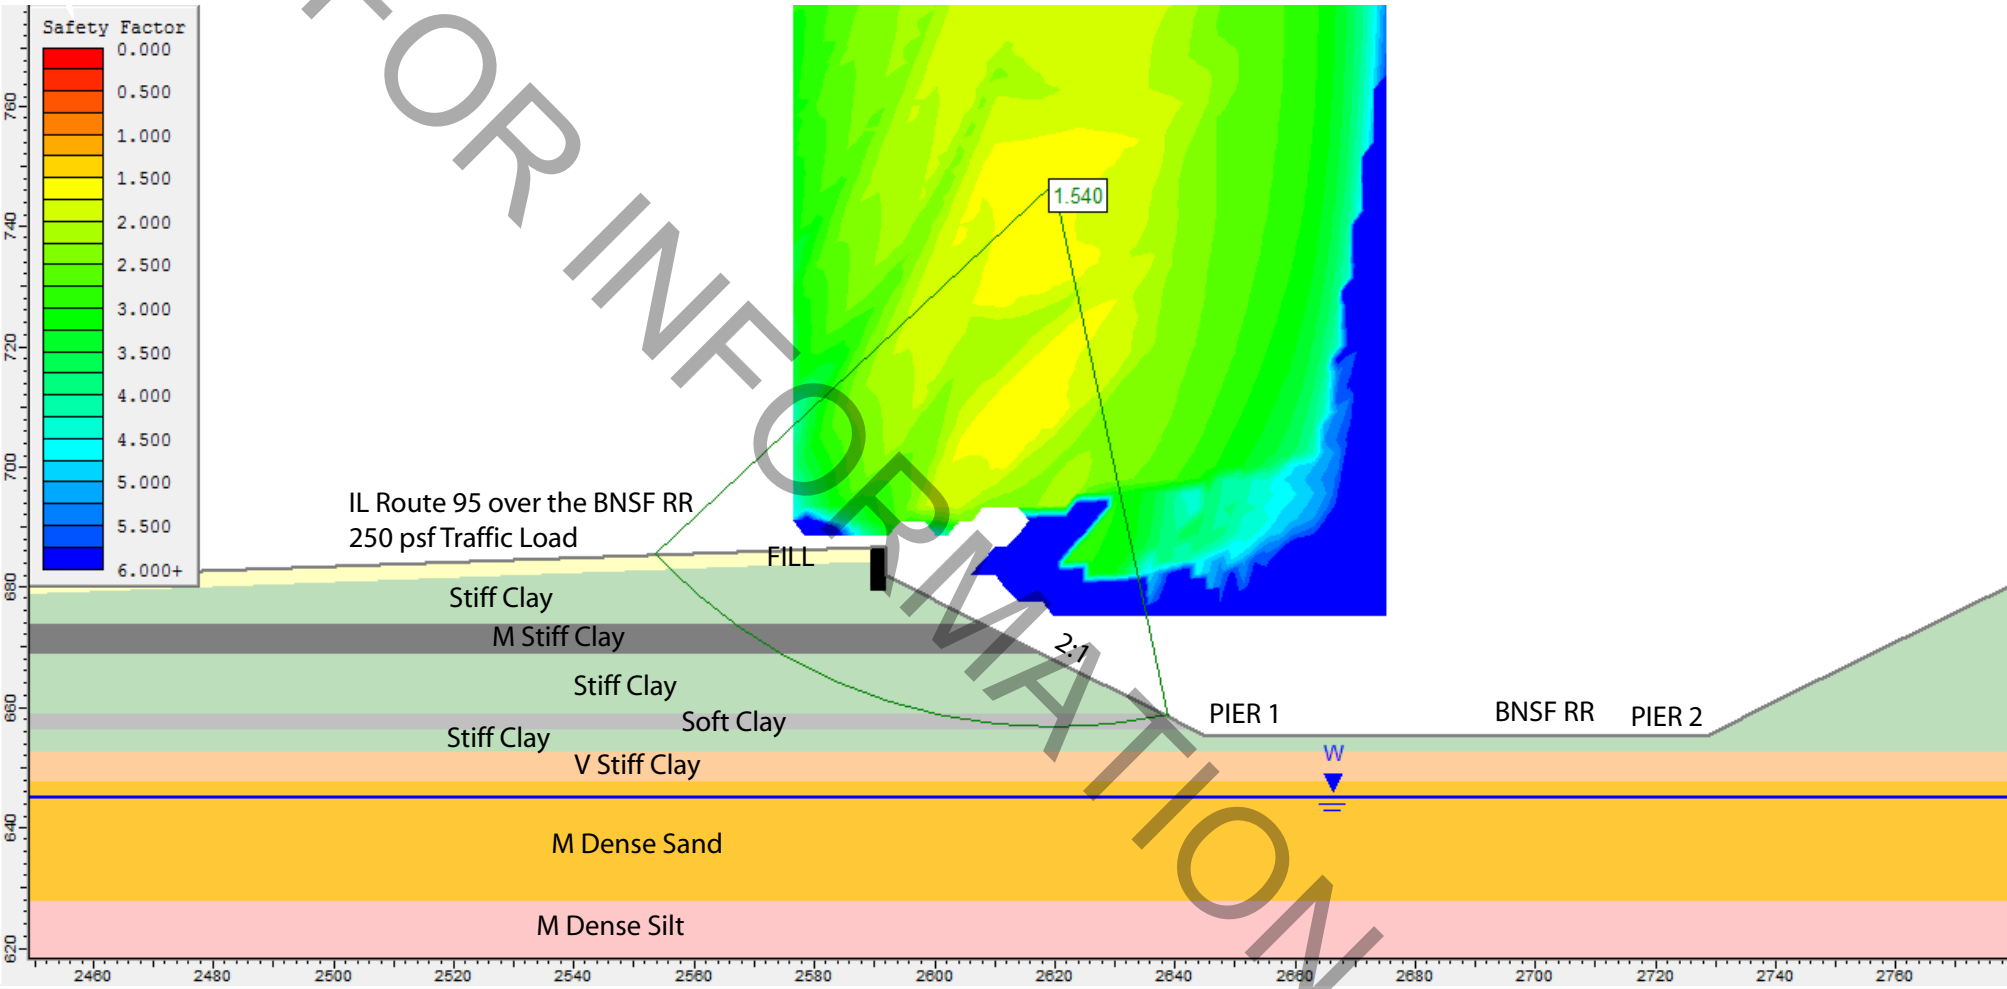 Safety Factor
0.000
0.500
1.000
1.500
2.000
2.500
3.000
3.500
4.000
4.500
5.000
5.500
6.000+
760
740
720
700
680
660
640
620
FOR INFORMATION
1.540
IL Route 95 over the BNSF RR
250 psf Traffic Load
FILL
Stiff Clay
M Stiff Clay
2:1
Stiff Clay
Soft Clay
PIER 1
BNSF RR
PIER 2
Stiff Clay
V Stiff Clay
W
M Dense Sand
M Dense Silt
2460 2480 2500 2520 2540 2560 2580 2600 2620 2640 2660 2680 2700 2720 2740 2760